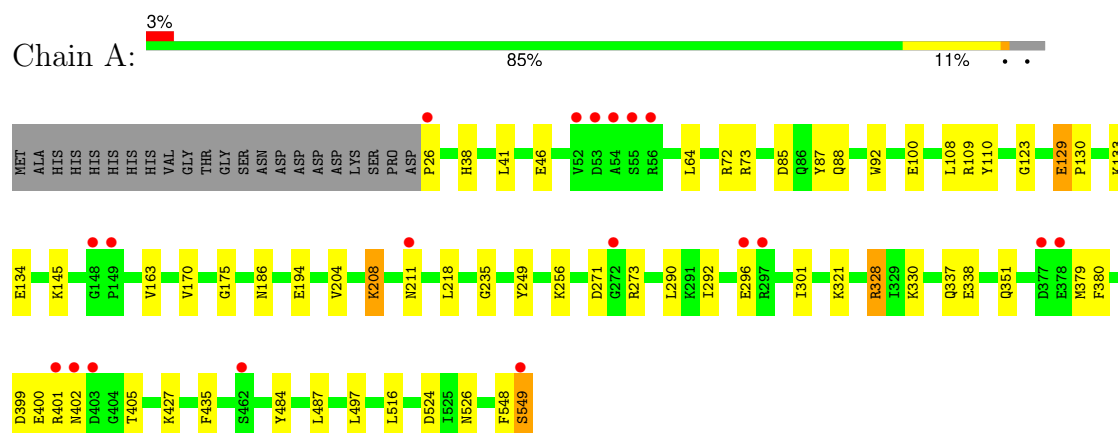 3%
Chain A:
85% 11% • •
MET ALA HIS HIS HIS HIS HIS HIS VAL GLY THR GLY SER ASN ASP ASP ASP ASP LYS SER PRO ASP P26 H38 L41 E46 V52 D53 A54 S55 R56 L64 R72 R73 D85 Q86 Y87 Q88 W92 E100 L108 R109 Y110 G123 E129 P130 K133
E134 K145 G148 P149 V163 V170 G175 N186 E194 V204 K208 N211 L218 G235 Y249 K256 D271 G272 R273 L290 K291 I292 E296 R297 I301 K321 R328 I329 K330 Q337 E338 Q351 D377 E378 M379 F380
D399 E400 R401 N402 D403 G404 T405 K427 F435 S462 Y484 L487 L497 L516 D524 I525 N526 F548 S549